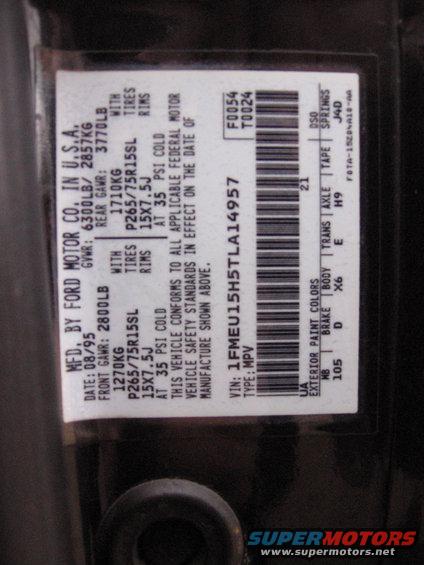 MFD. BY FORD MOTOR CO. IN U.S.A.
DATE: 08/95 GVWR: 6300LB/ 2857KG
FRONT GAWR: 2800LB REAR GAWR: 3770LB
1270KG WITH 1710KG WITH
P265/75R15SL TIRES P265/75R15SL TIRES
15X7.5J RIMS 15X7.5J RIMS
AT 35 PSI COLD AT 35 PSI COLD
THIS VEHICLE CONFORMS TO ALL APPLICABLE FEDERAL MOTOR
VEHICLE SAFETY STANDARDS IN EFFECT ON THE DATE OF
MANUFACTURE SHOWN ABOVE.
VIN: 1FMEU15H5TLA14957 F0054
TYPE: MPV T0024
UA 21
EXTERIOR PAINT COLORS DSO
WB BRAKE BODY TRANS AXLE TAPE SPRINGS
105 D X6 E H9 J4D
SUPERMOTORS
www.supermotors.net